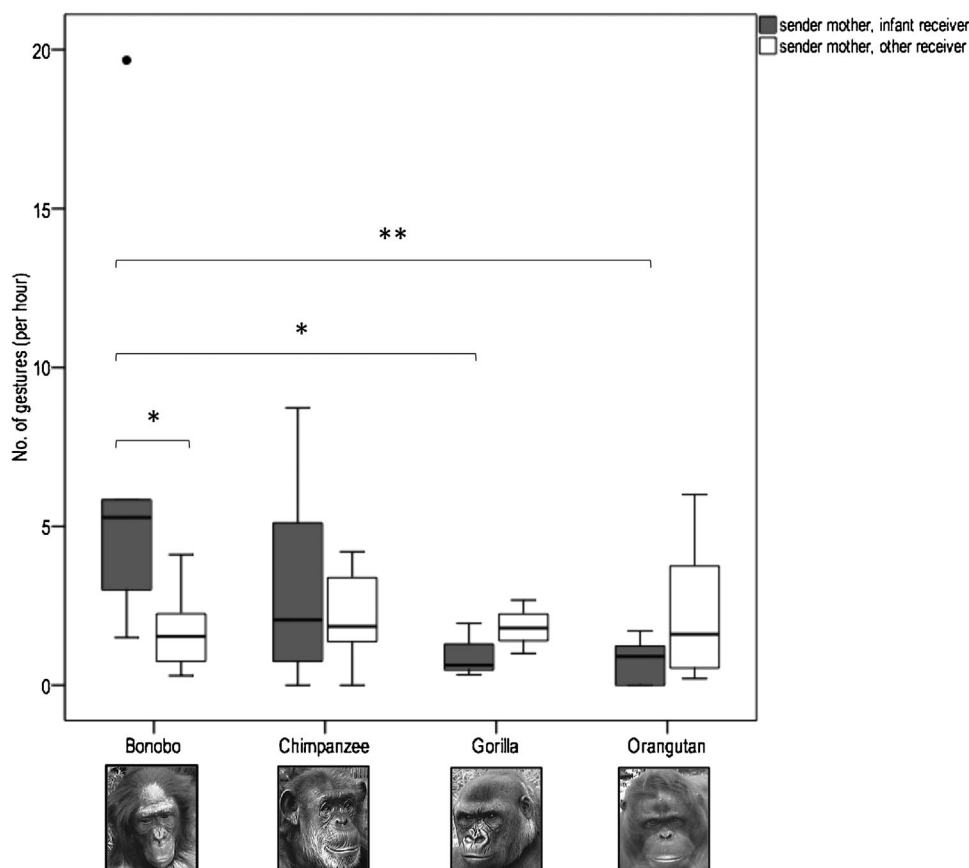 sender mother, infant receiver
sender mother, other receiver
20
15
10
5
0
No. of gestures (per hour)
**
*
*
Bonobo Chimpanzee Gorilla Orangutan